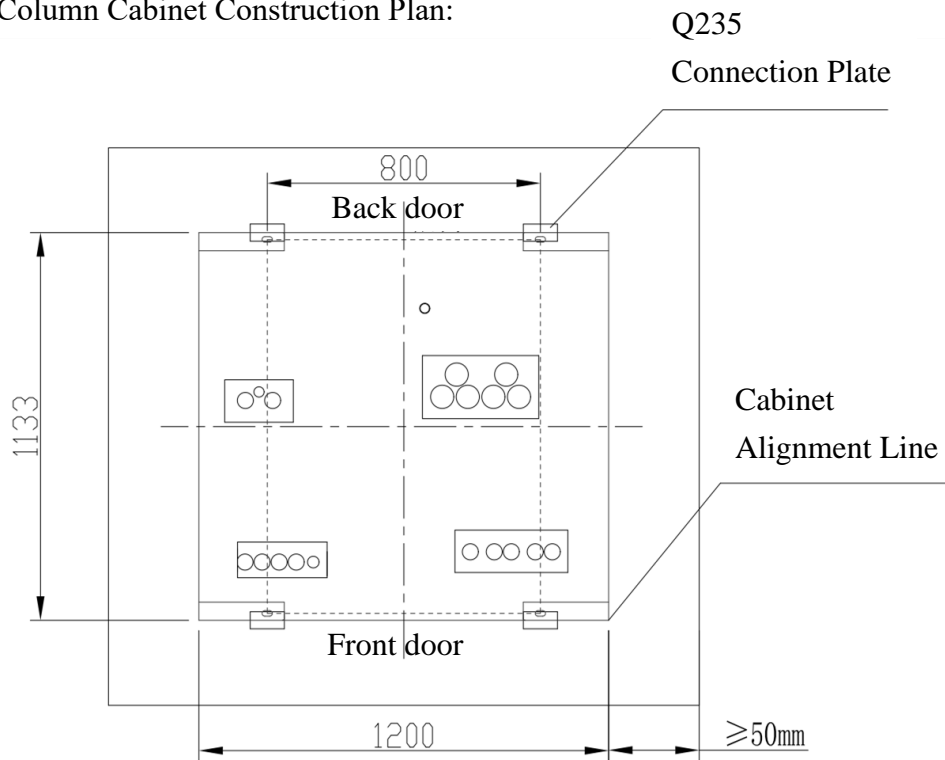 Column Cabinet Construction Plan:
Q235
Connection Plate
800
Back door
1133
Cabinet
Alignment Line
Front door
1200
≥50mm